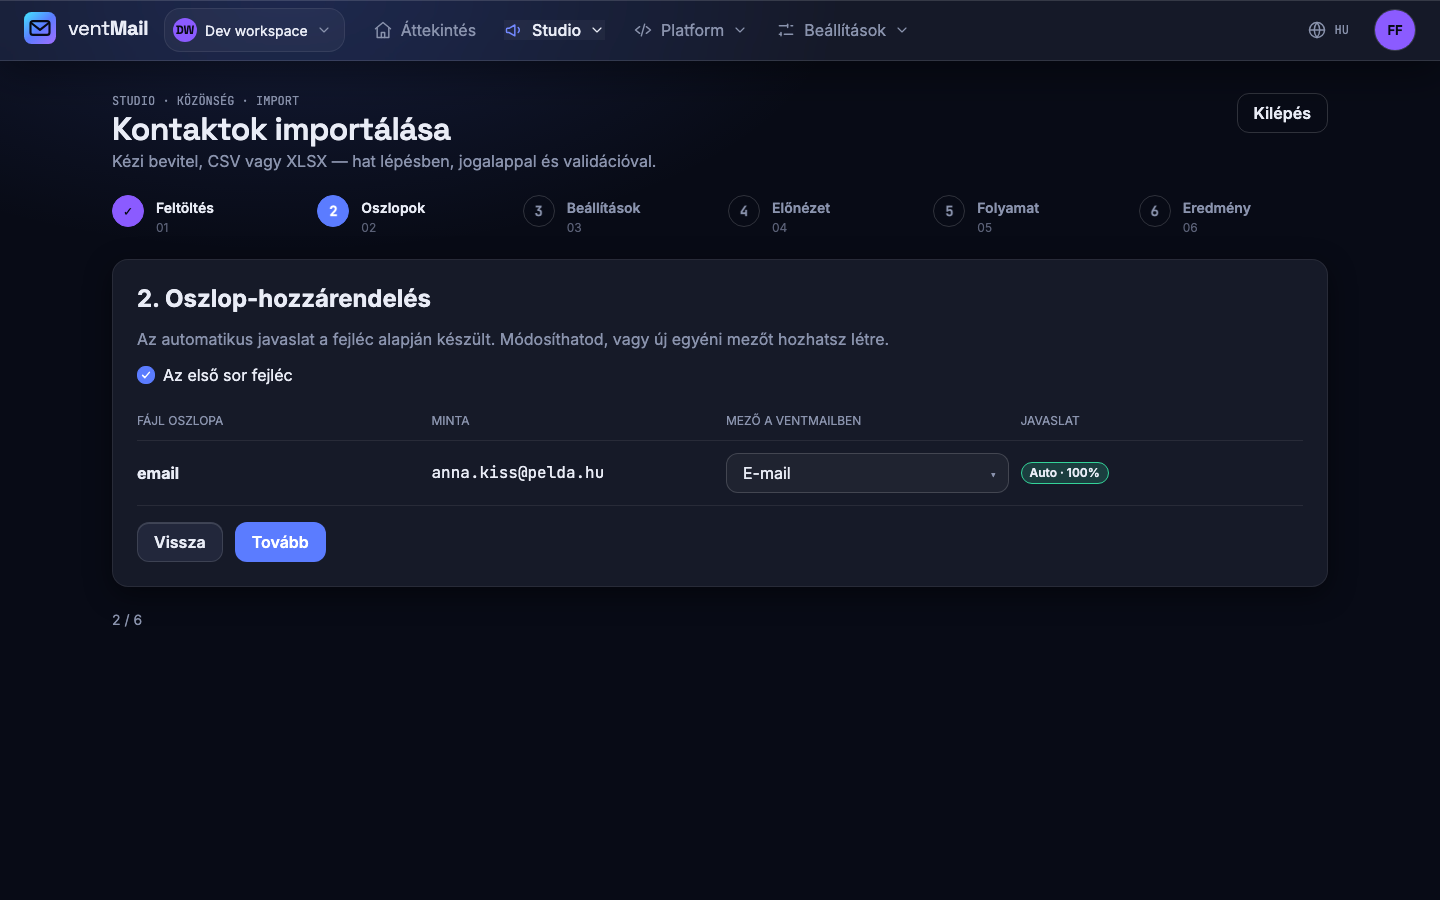 ventMail
DW Dev workspace
Áttekintés
Studio
Platform
Beállítások
HU
FF
STUDIO · KÖZÖNSÉG · IMPORT
Kontaktok importálása
Kilépés
Kézi bevitel, CSV vagy XLSX — hat lépésben, jogalappal és validációval.
✓ Feltöltés
01
2 Oszlopok
02
3 Beállítások
03
4 Előnézet
04
5 Folyamat
05
6 Eredmény
06
2. Oszlop-hozzárendelés
Az automatikus javaslat a fejléc alapján készült. Módosíthatod, vagy új egyéni mezőt hozhatsz létre.
Az első sor fejléc
FÁJL OSZLOPA MINTA MEZŐ A VENTMAILBEN JAVASLAT
email anna.kiss@pelda.hu E-mail Auto · 100%
Vissza Tovább
2 / 6